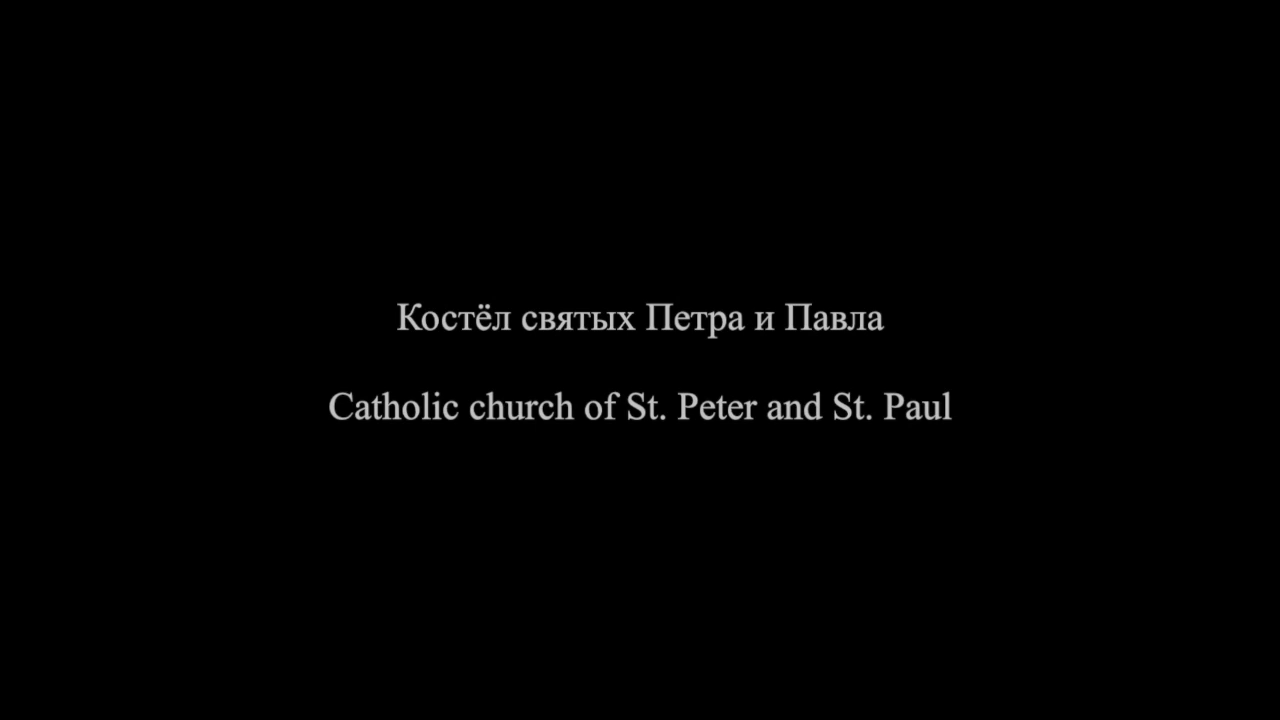 Костёл святых Петра и Павла
Catholic church of St. Peter and St. Paul